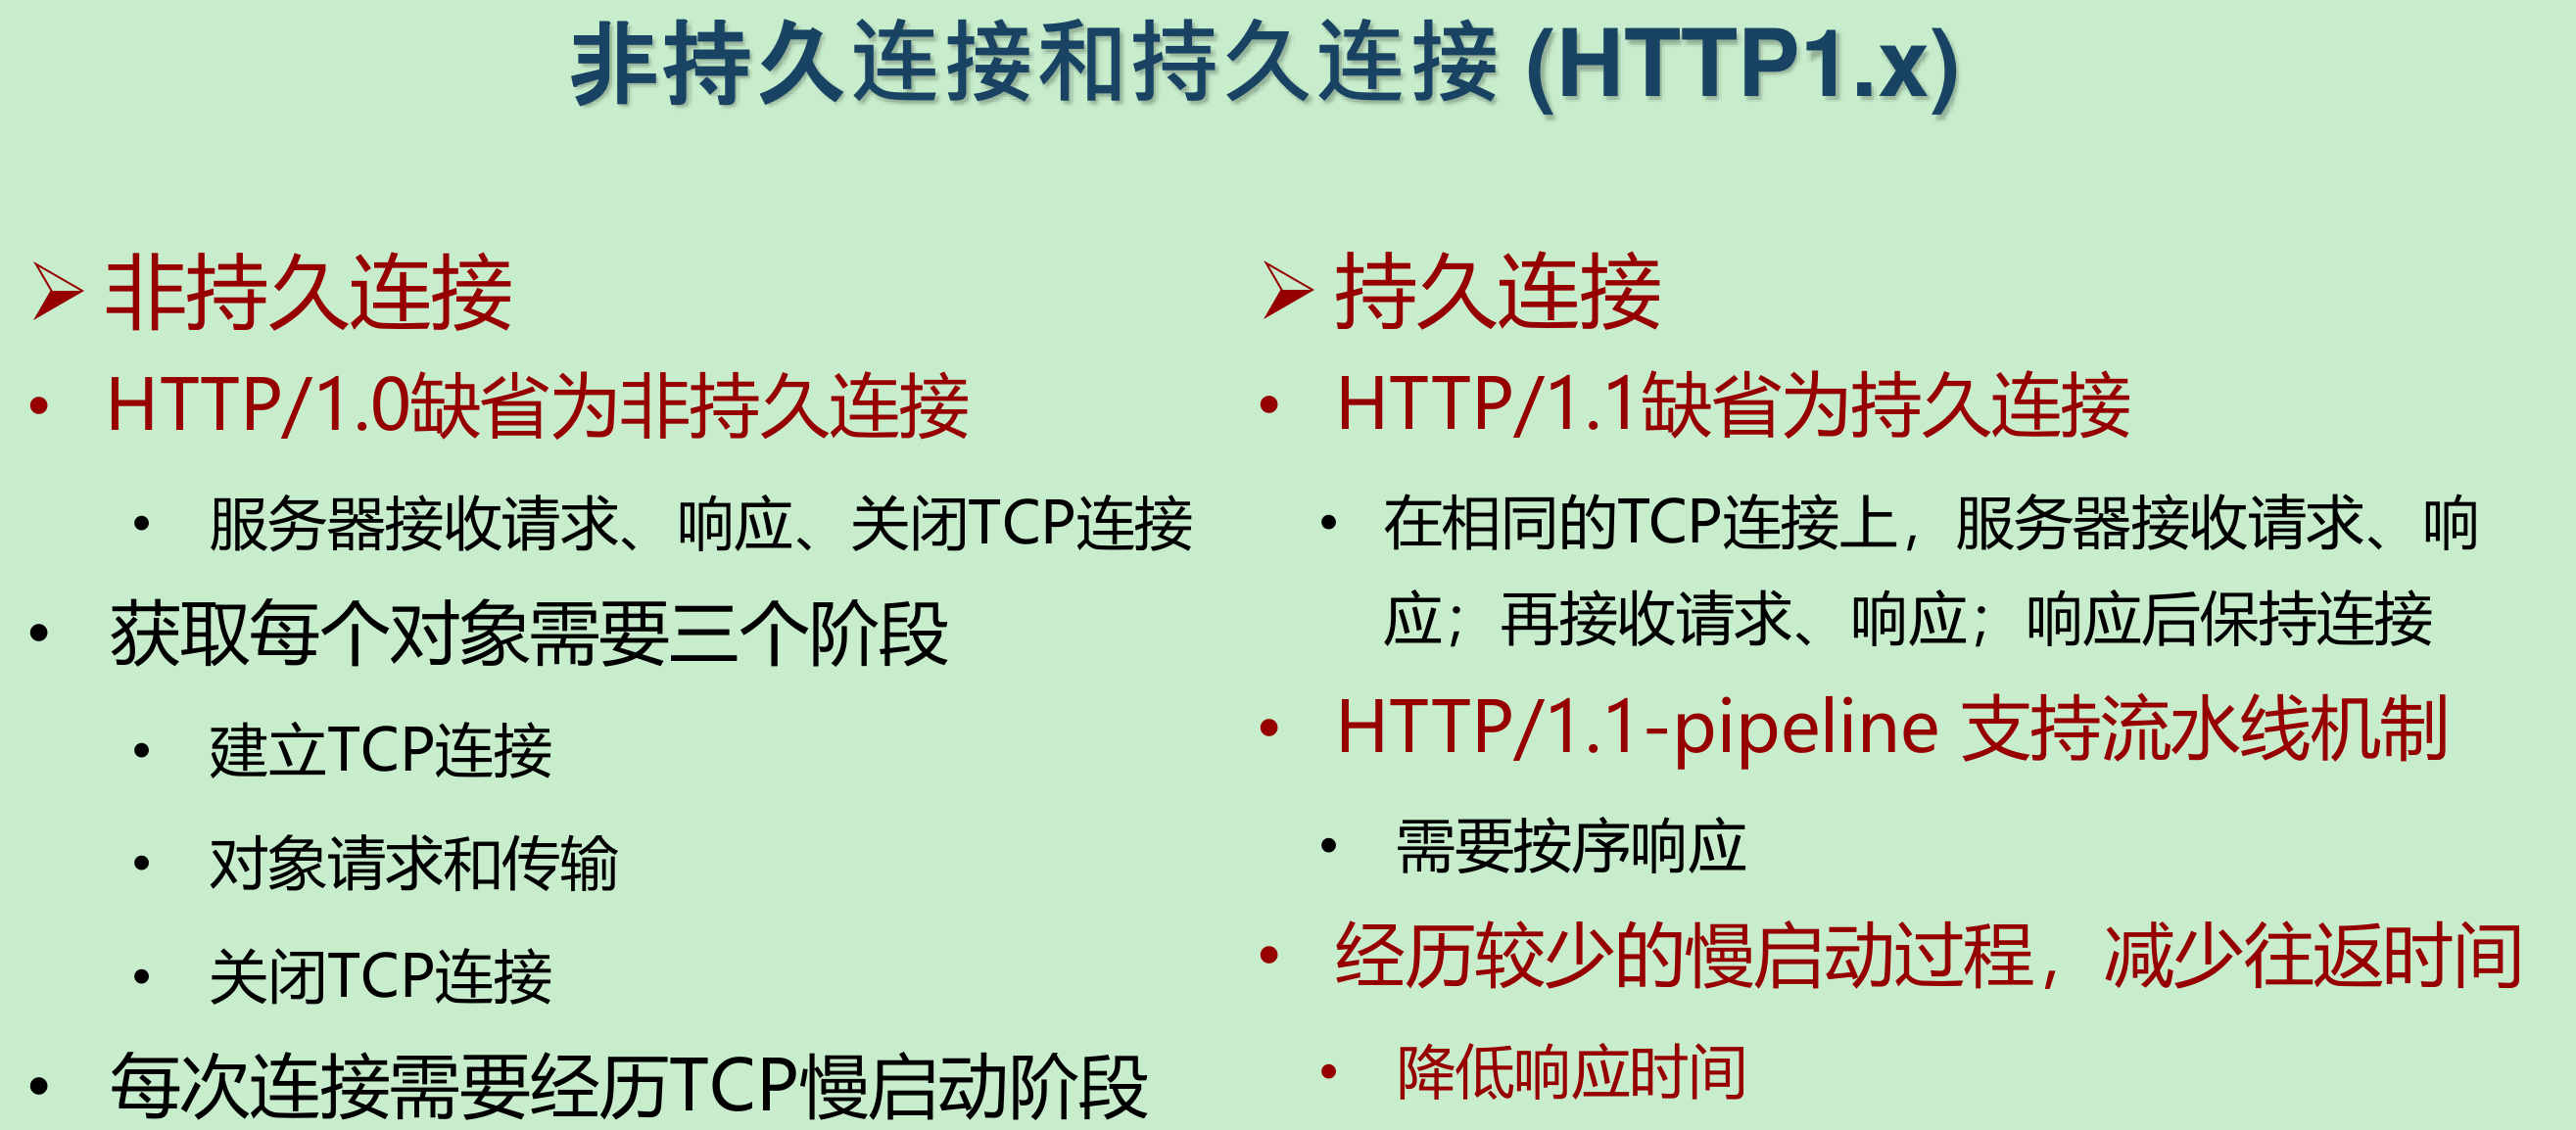 非持久连接和持久连接 (HTTP1.x)
非持久连接
HTTP/1.0缺省为非持久连接
服务器接收请求、响应、关闭TCP连接
获取每个对象需要三个阶段
建立TCP连接
对象请求和传输
关闭TCP连接
每次连接需要经历TCP慢启动阶段
持久连接
HTTP/1.1缺省为持久连接
在相同的TCP连接上，服务器接收请求、响
应；再接收请求、响应；响应后保持连接
HTTP/1.1-pipeline 支持流水线机制
需要按序响应
经历较少的慢启动过程，减少往返时间
降低响应时间